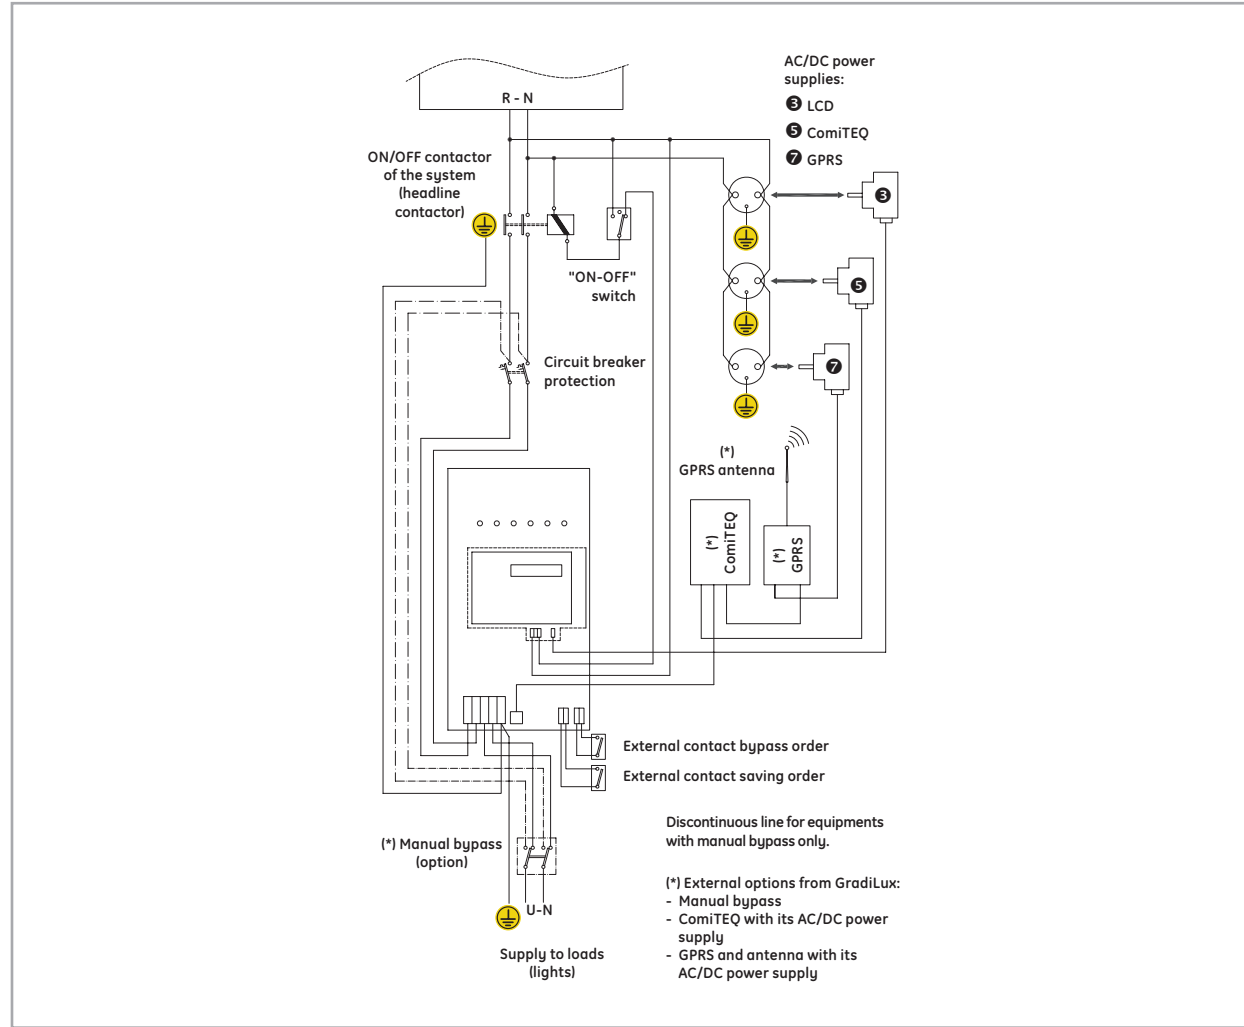 AC/DC power
supplies:
3 LCD
5 ComiTEQ
7 GPRS
R - N
ON/OFF contactor
of the system
(headline
contactor)
3
"ON-OFF"
switch
5
Circuit breaker
protection
7
(*)
GPRS antenna
(*)
ComiTEQ
(*)
GPRS
External contact bypass order
External contact saving order
Discontinuous line for equipments
with manual bypass only.
(*) Manual bypass
(option)
(*) External options from GradiLux:
- Manual bypass
- ComiTEQ with its AC/DC power
supply
- GPRS and antenna with its
AC/DC power supply
U-N
Supply to loads
(lights)